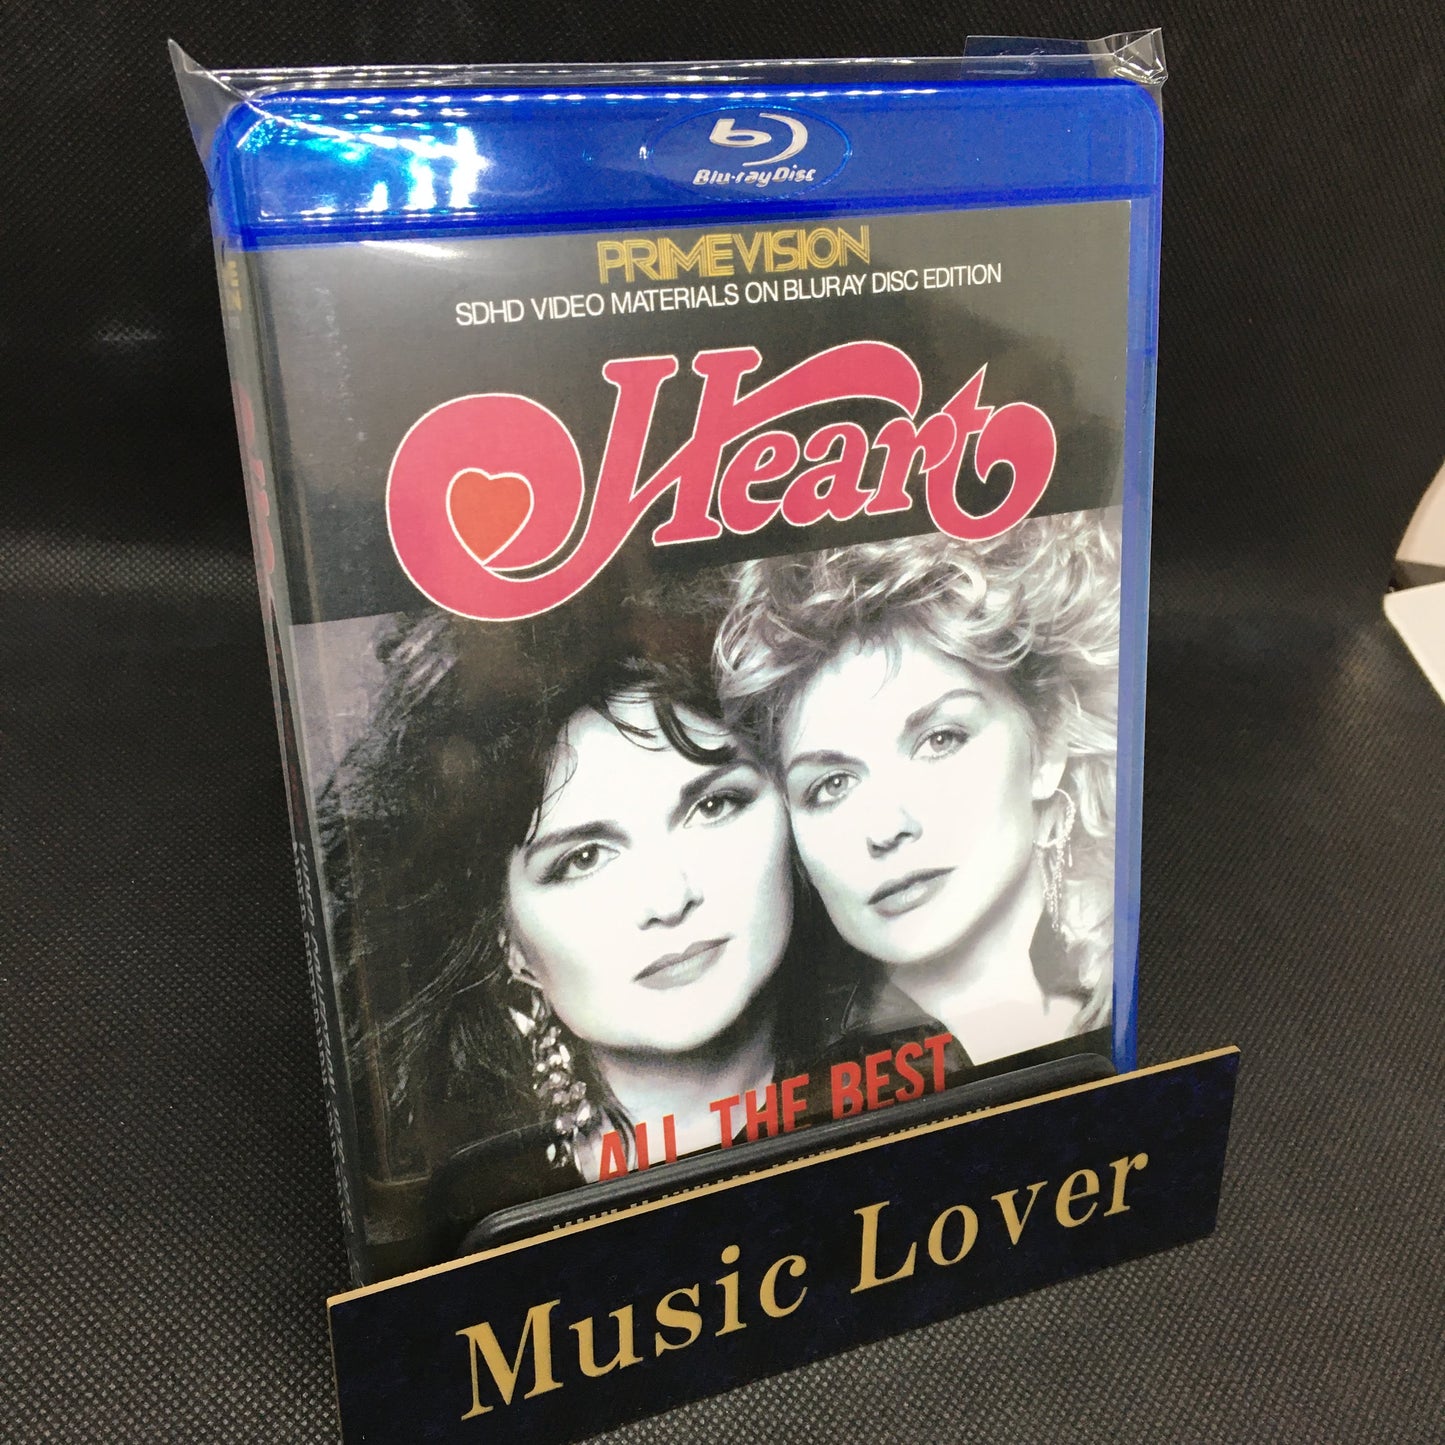 Blu-ray Disc
PRIMEVISION
SDHD VIDEO MATERIALS ON BLURAY DISC EDITION
Heart
ALL THE BEST
Music Lover